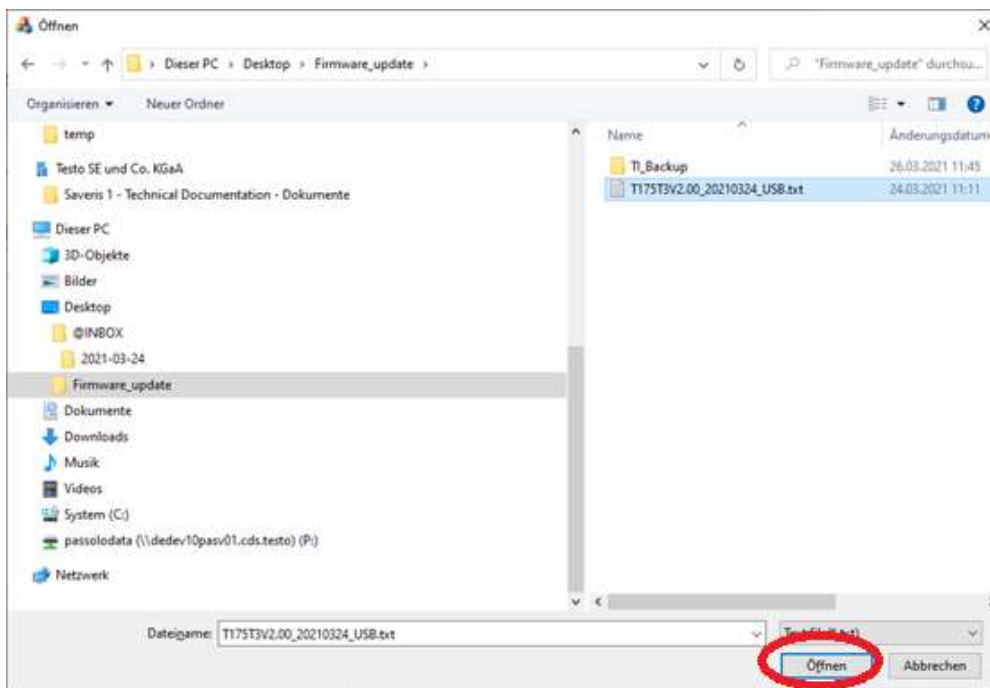 Öffnen
Dieser PC › Desktop › Firmware_update ›
"Firmware_update" durchsu...
Organisieren
Neuer Ordner
temp
Testo SE und Co. KGaA
Saveris 1 - Technical Documentation - Dokumente
Dieser PC
3D-Objekte
Bilder
Desktop
@INBOX
2021-03-24
Firmware_update
Dokumente
Downloads
Musik
Videos
System (C:)
passolodata (\\dedev10pasv01.cds.testo) (P:)
Netzwerk
Name
Änderungsdatum
TI_Backup
26.03.2021 11:45
T175T3V2.00_20210324_USB.txt
24.03.2021 11:11
Dateiname:
T175T3V2.00_20210324_USB.txt
Öffnen
Abbrechen